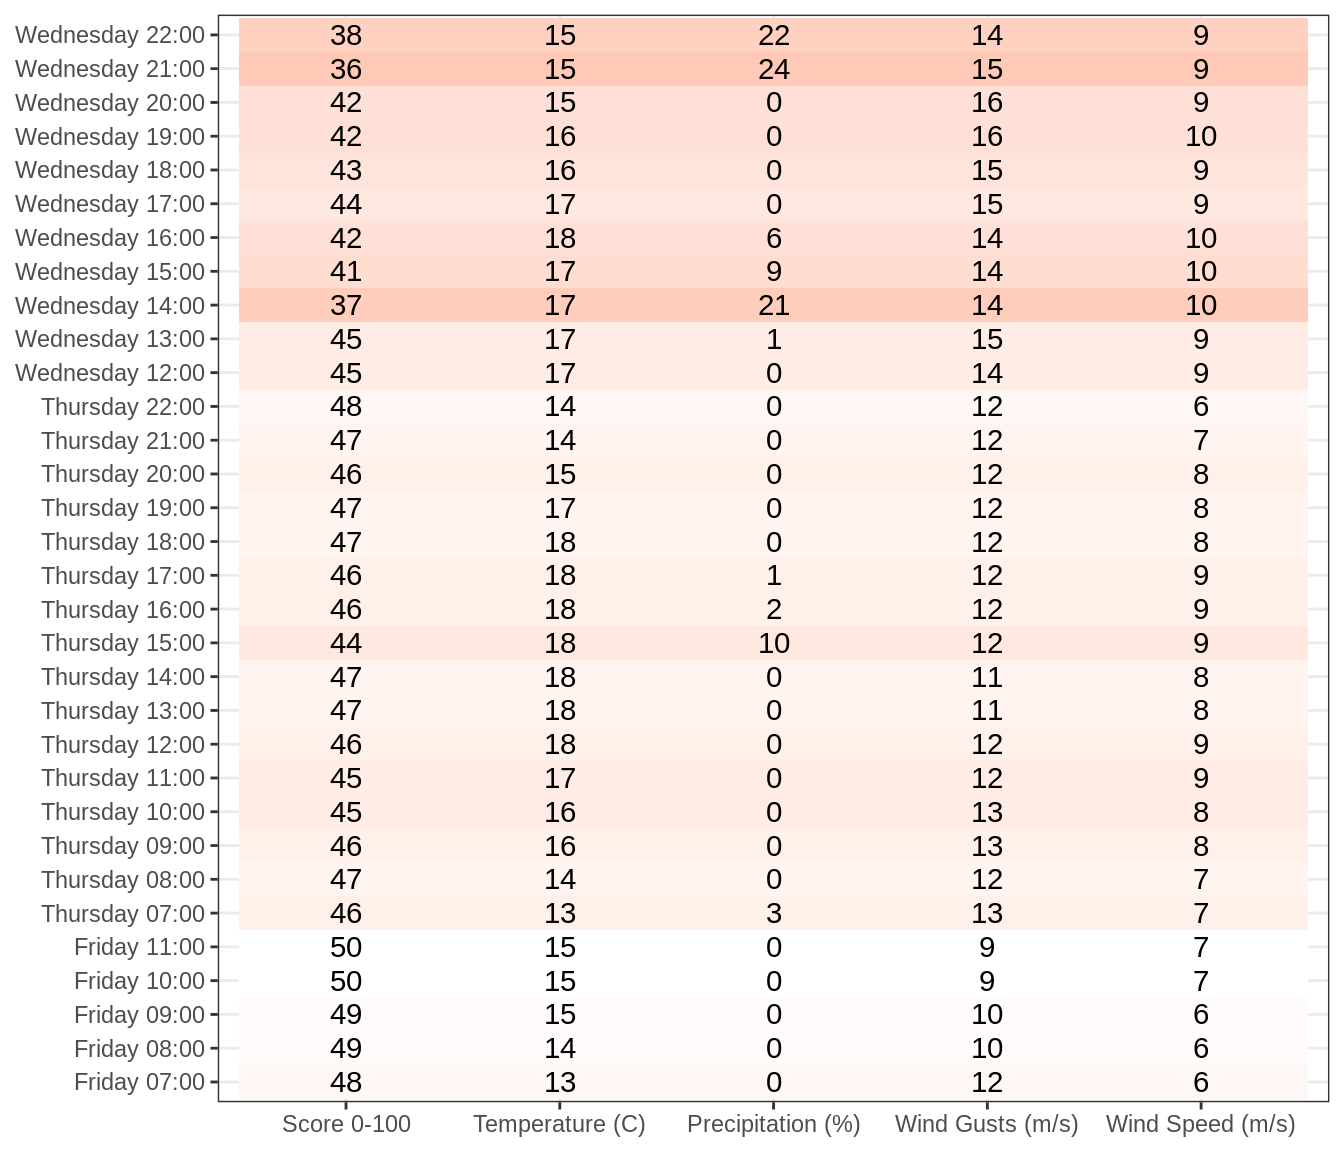 Wednesday 22:00 38 15 22 14 9
Wednesday 21:00 36 15 24 15 9
Wednesday 20:00 42 15 0 16 9
Wednesday 19:00 42 16 0 16 10
Wednesday 18:00 43 16 0 15 9
Wednesday 17:00 44 17 0 15 9
Wednesday 16:00 42 18 6 14 10
Wednesday 15:00 41 17 9 14 10
Wednesday 14:00 37 17 21 14 10
Wednesday 13:00 45 17 1 15 9
Wednesday 12:00 45 17 0 14 9
Thursday 22:00 48 14 0 12 6
Thursday 21:00 47 14 0 12 7
Thursday 20:00 46 15 0 12 8
Thursday 19:00 47 17 0 12 8
Thursday 18:00 47 18 0 12 8
Thursday 17:00 46 18 1 12 9
Thursday 16:00 46 18 2 12 9
Thursday 15:00 44 18 10 12 9
Thursday 14:00 47 18 0 11 8
Thursday 13:00 47 18 0 11 8
Thursday 12:00 46 18 0 12 9
Thursday 11:00 45 17 0 12 9
Thursday 10:00 45 16 0 13 8
Thursday 09:00 46 16 0 13 8
Thursday 08:00 47 14 0 12 7
Thursday 07:00 46 13 3 13 7
Friday 11:00 50 15 0 9 7
Friday 10:00 50 15 0 9 7
Friday 09:00 49 15 0 10 6
Friday 08:00 49 14 0 10 6
Friday 07:00 48 13 0 12 6
Score 0-100 Temperature (C) Precipitation (%) Wind Gusts (m/s) Wind Speed (m/s)